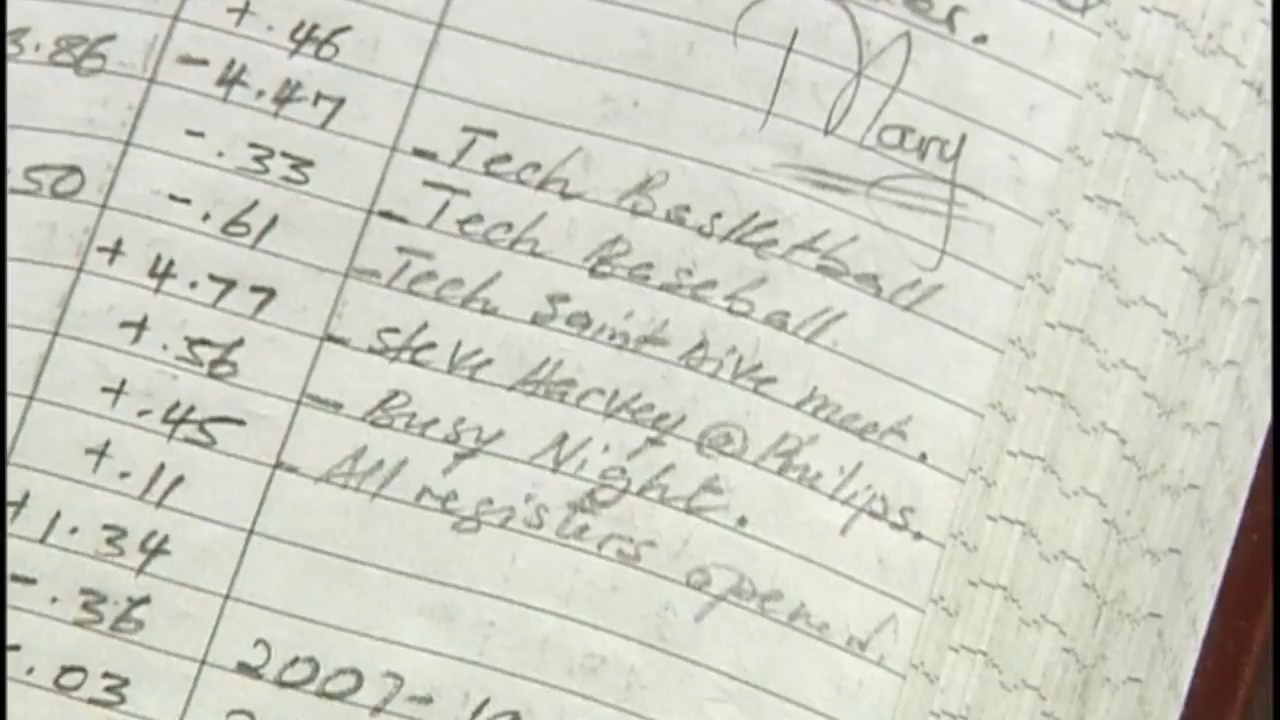 +.46
3.86 -4.47
-.33 -Tech Basketball
50 -.61 -Tech Baseball.
+4.77 -Tech Saint Dive meet.
+.56 -Steve Harvey @ Philips.
+.45 -Busy Night.
+.11 -All registers opened.
+1.34
-.36
.03 2007-
Mary